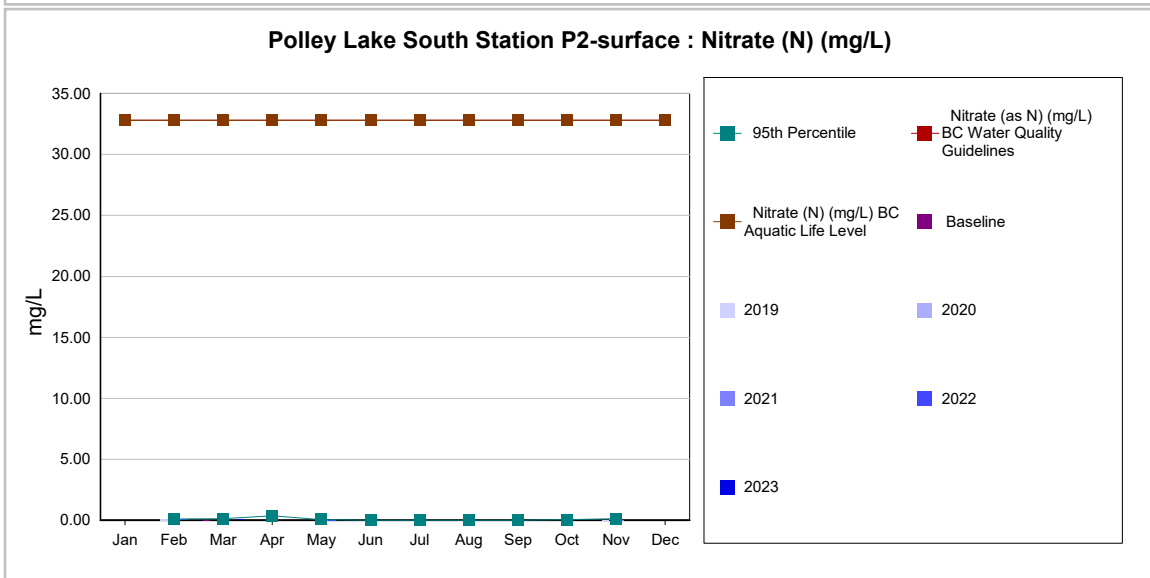 Polley Lake South Station P2-surface : Nitrate (N) (mg/L)
mg/L
35.00
30.00
25.00
20.00
15.00
10.00
5.00
0.00
Jan Feb Mar Apr May Jun Jul Aug Sep Oct Nov Dec
95th Percentile
Nitrate (as N) (mg/L)
BC Water Quality
Guidelines
Nitrate (N) (mg/L) BC
Aquatic Life Level
Baseline
2019
2020
2021
2022
2023